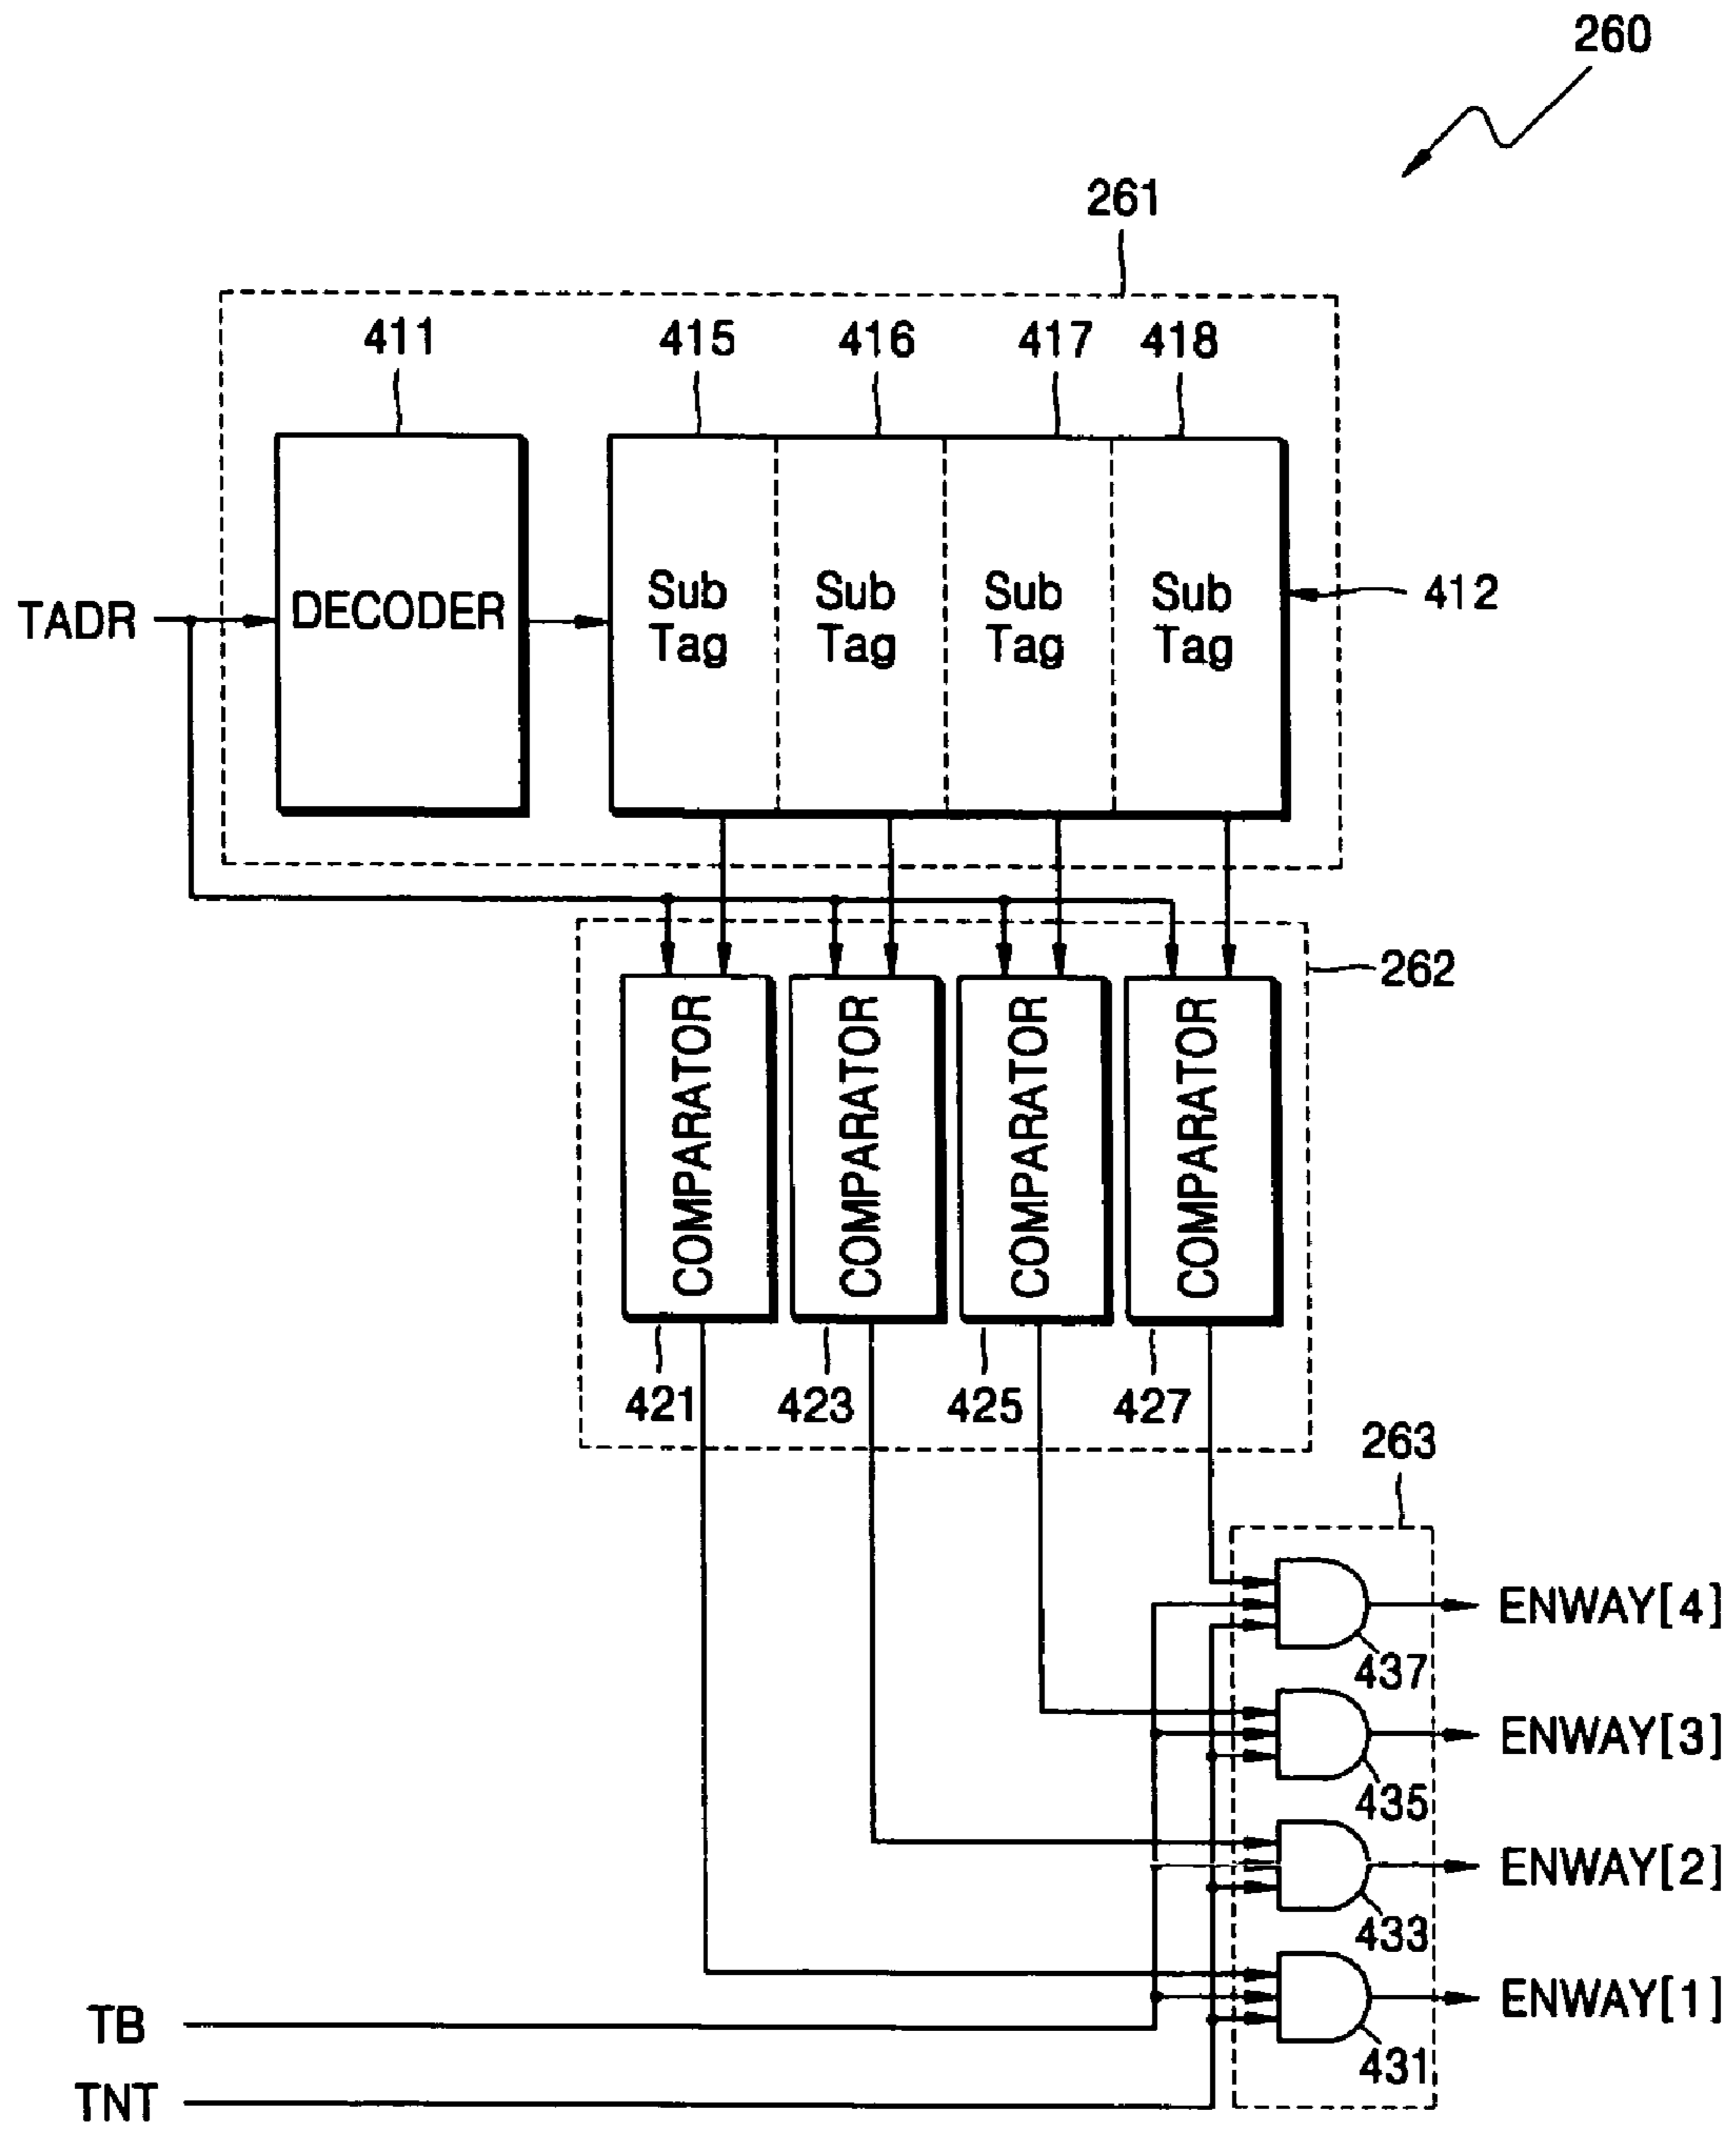 260
261
411 415 416 417 418
TADR DECODER Sub Tag Sub Tag Sub Tag Sub Tag 412
262
COMPARATOR COMPARATOR COMPARATOR COMPARATOR
421 423 425 427
263
ENWAY[4]
437
ENWAY[3]
435
ENWAY[2]
433
ENWAY[1]
TB
431
TNT